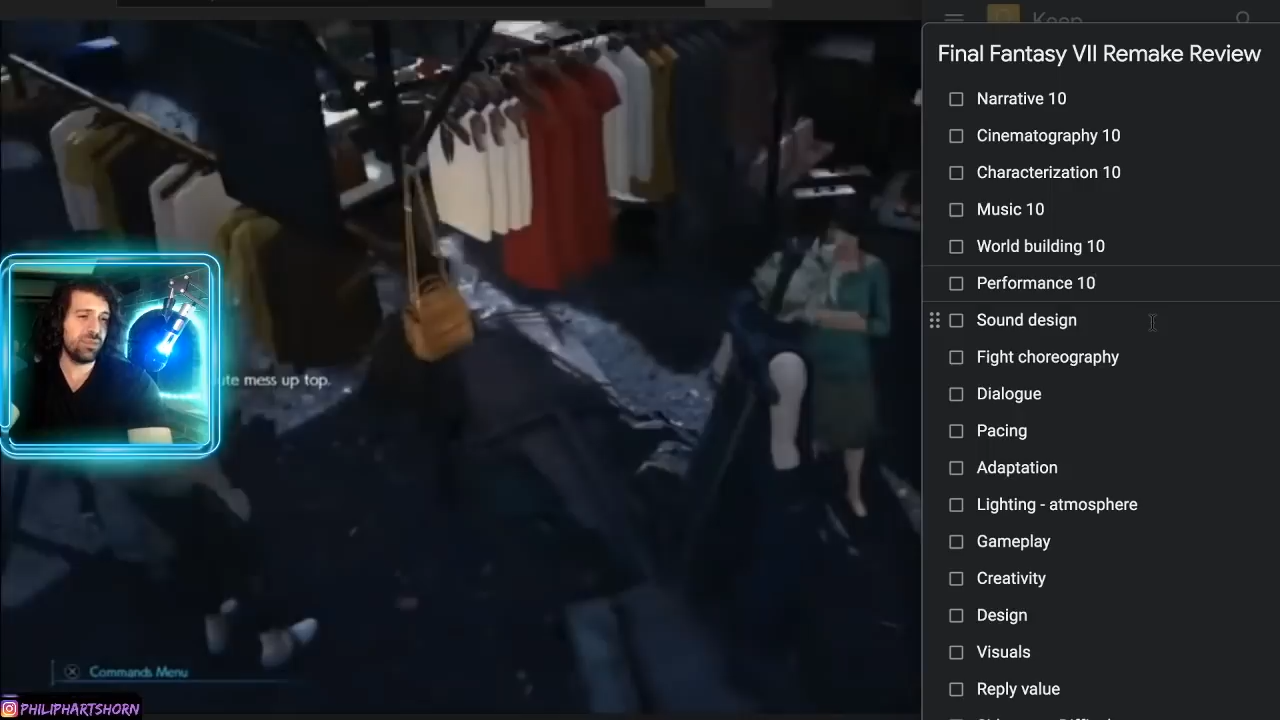 Keep
Final Fantasy VII Remake Review
Narrative 10
Cinematography 10
Characterization 10
Music 10
World building 10
Performance 10
Sound design
Fight choreography
Dialogue
Pacing
Adaptation
Lighting - atmosphere
Gameplay
Creativity
Design
Visuals
Reply value
mess up top.
Commands Menu
PHILIPHARTSHORN